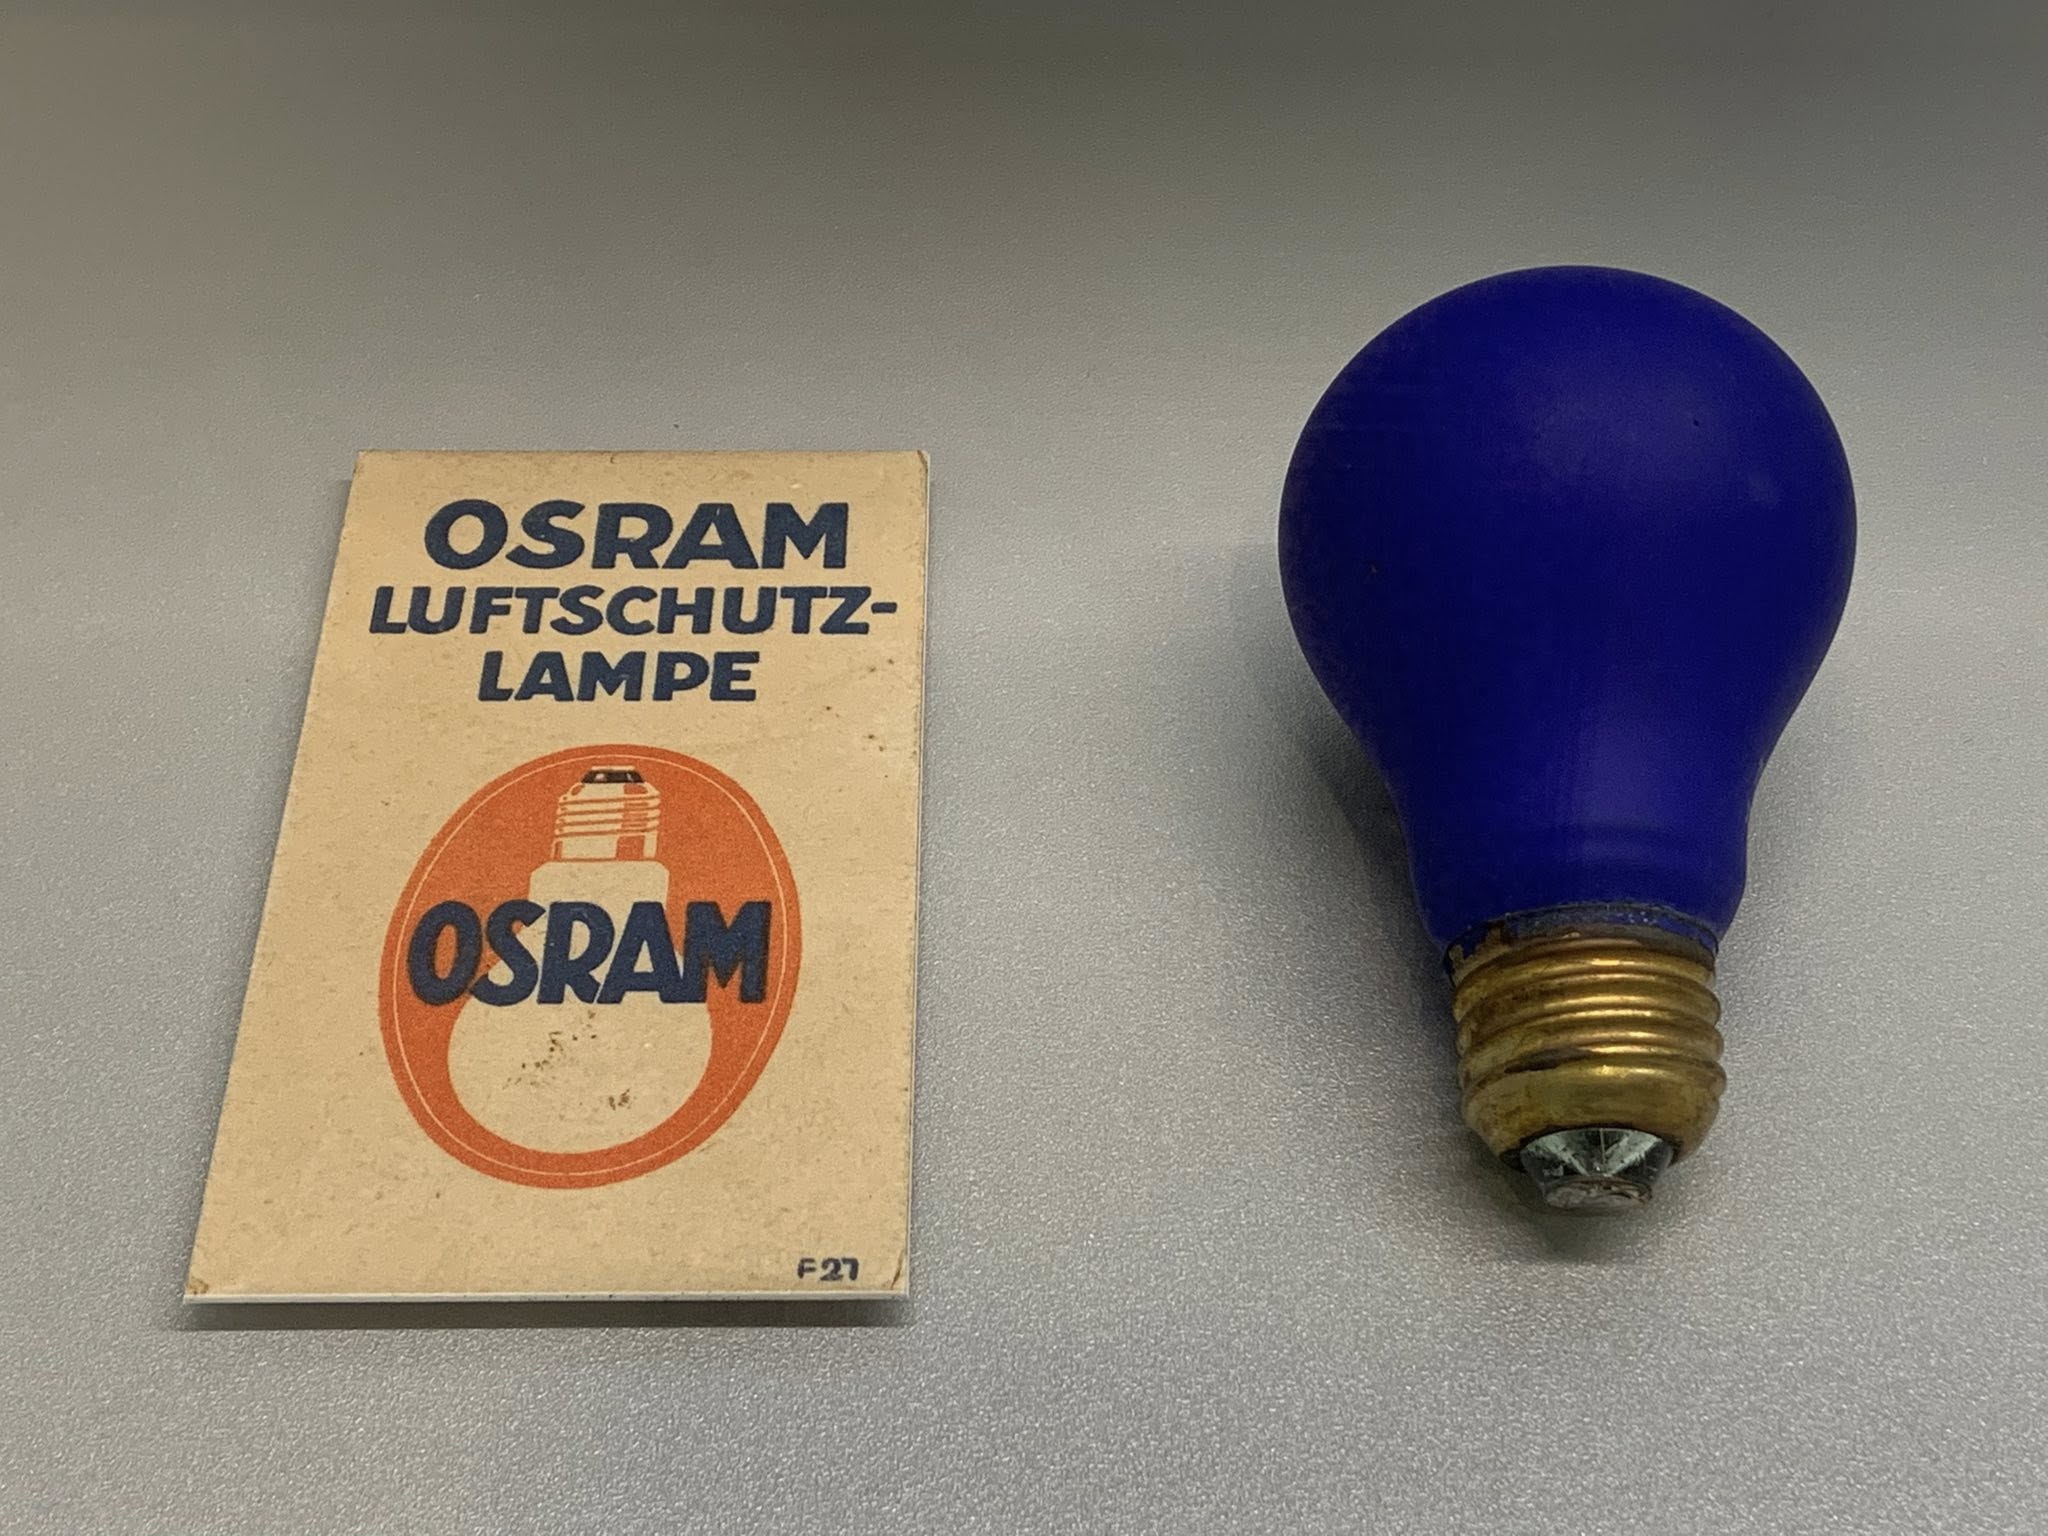 OSRAM
LUFTSCHUTZ-
LAMPE
OSRAM
F27